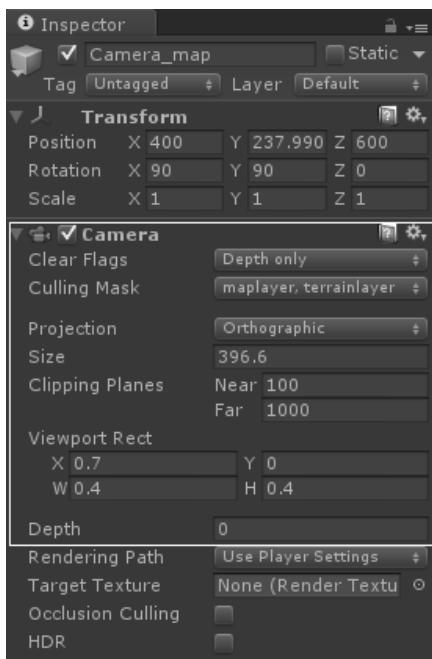 Inspector
Camera_map Static
Tag Untagged Layer Default
Transform
Position X 400 Y 237.990 Z 600
Rotation X 90 Y 90 Z 0
Scale X 1 Y 1 Z 1
Camera
Clear Flags Depth only
Culling Mask maplayer, terrainlayer
Projection Orthographic
Size 396.6
Clipping Planes Near 100
Far 1000
Viewport Rect
X 0.7 Y 0
W 0.4 H 0.4
Depth 0
Rendering Path Use Player Settings
Target Texture None (Render Textu
Occlusion Culling
HDR